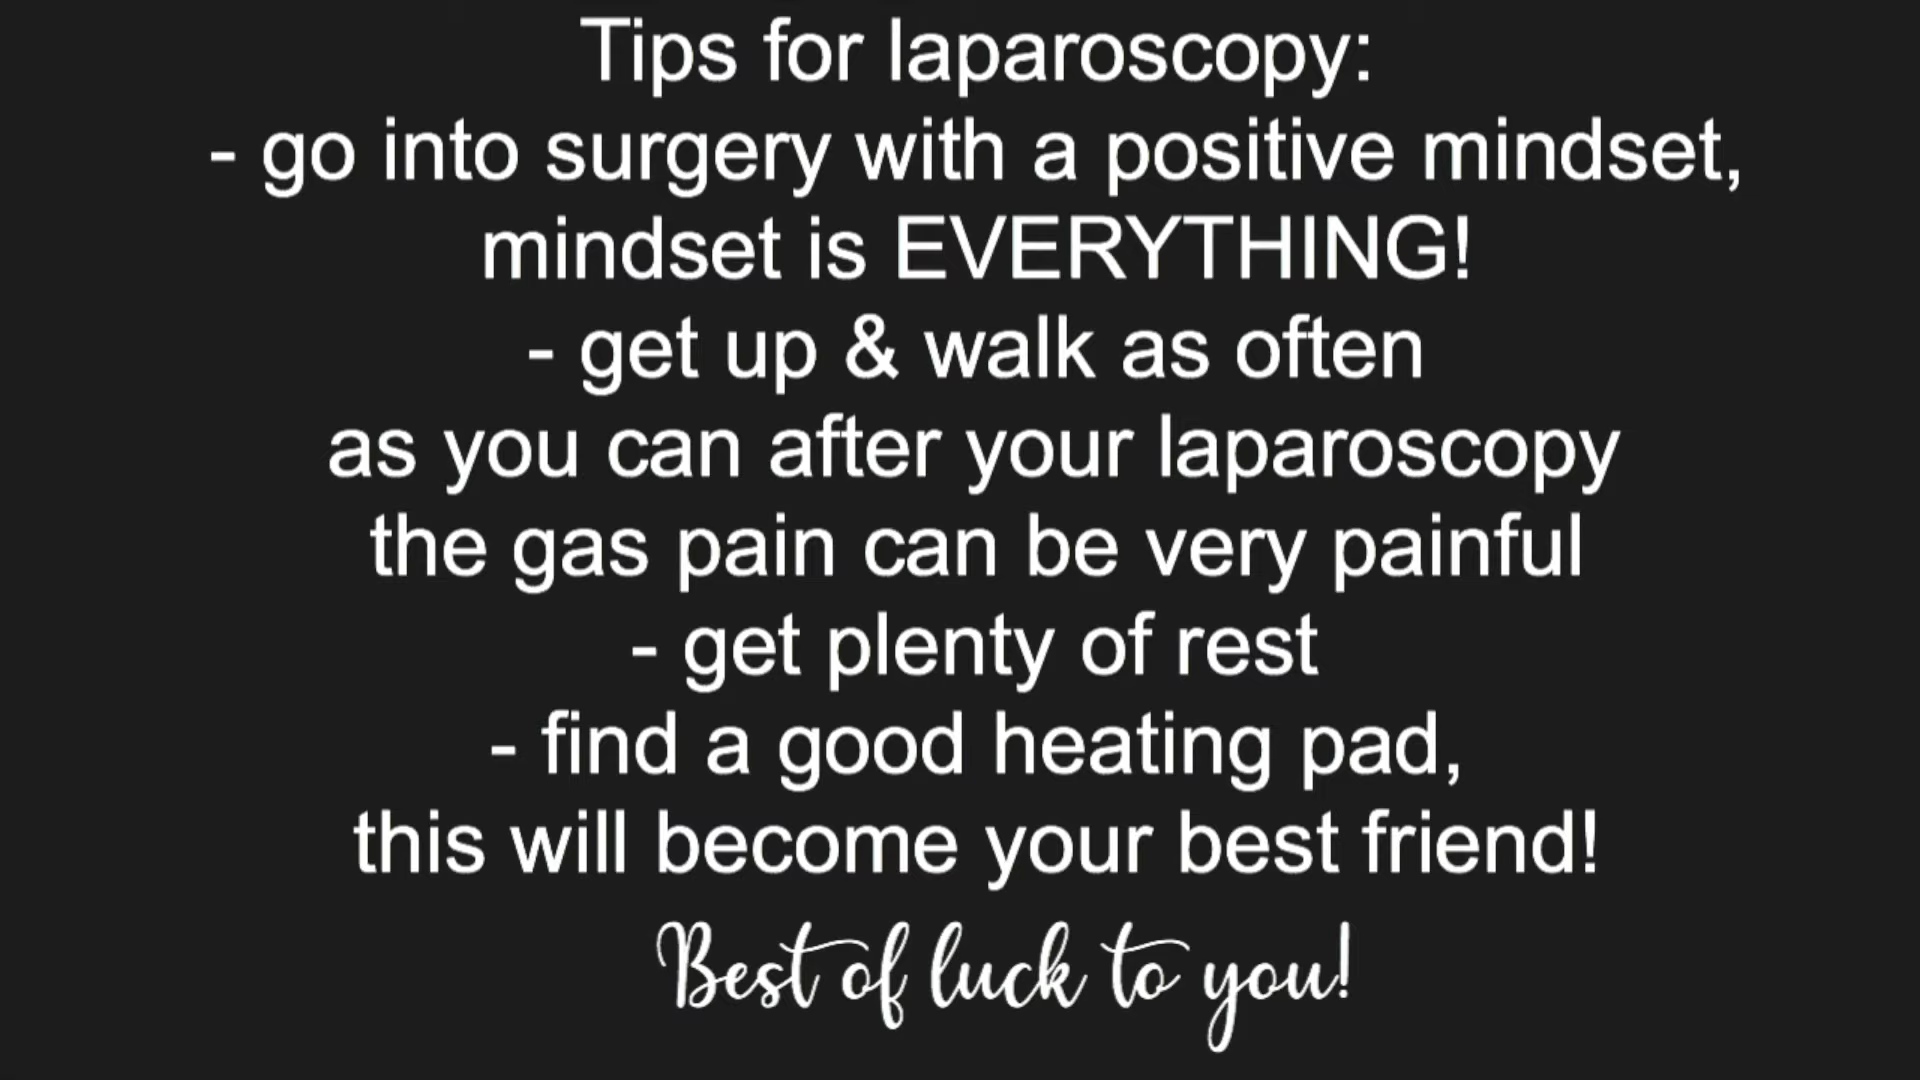 Tips for laparoscopy:
- go into surgery with a positive mindset,
mindset is EVERYTHING!
- get up & walk as often
as you can after your laparoscopy
the gas pain can be very painful
- get plenty of rest
- find a good heating pad,
this will become your best friend!
Best of luck to you!